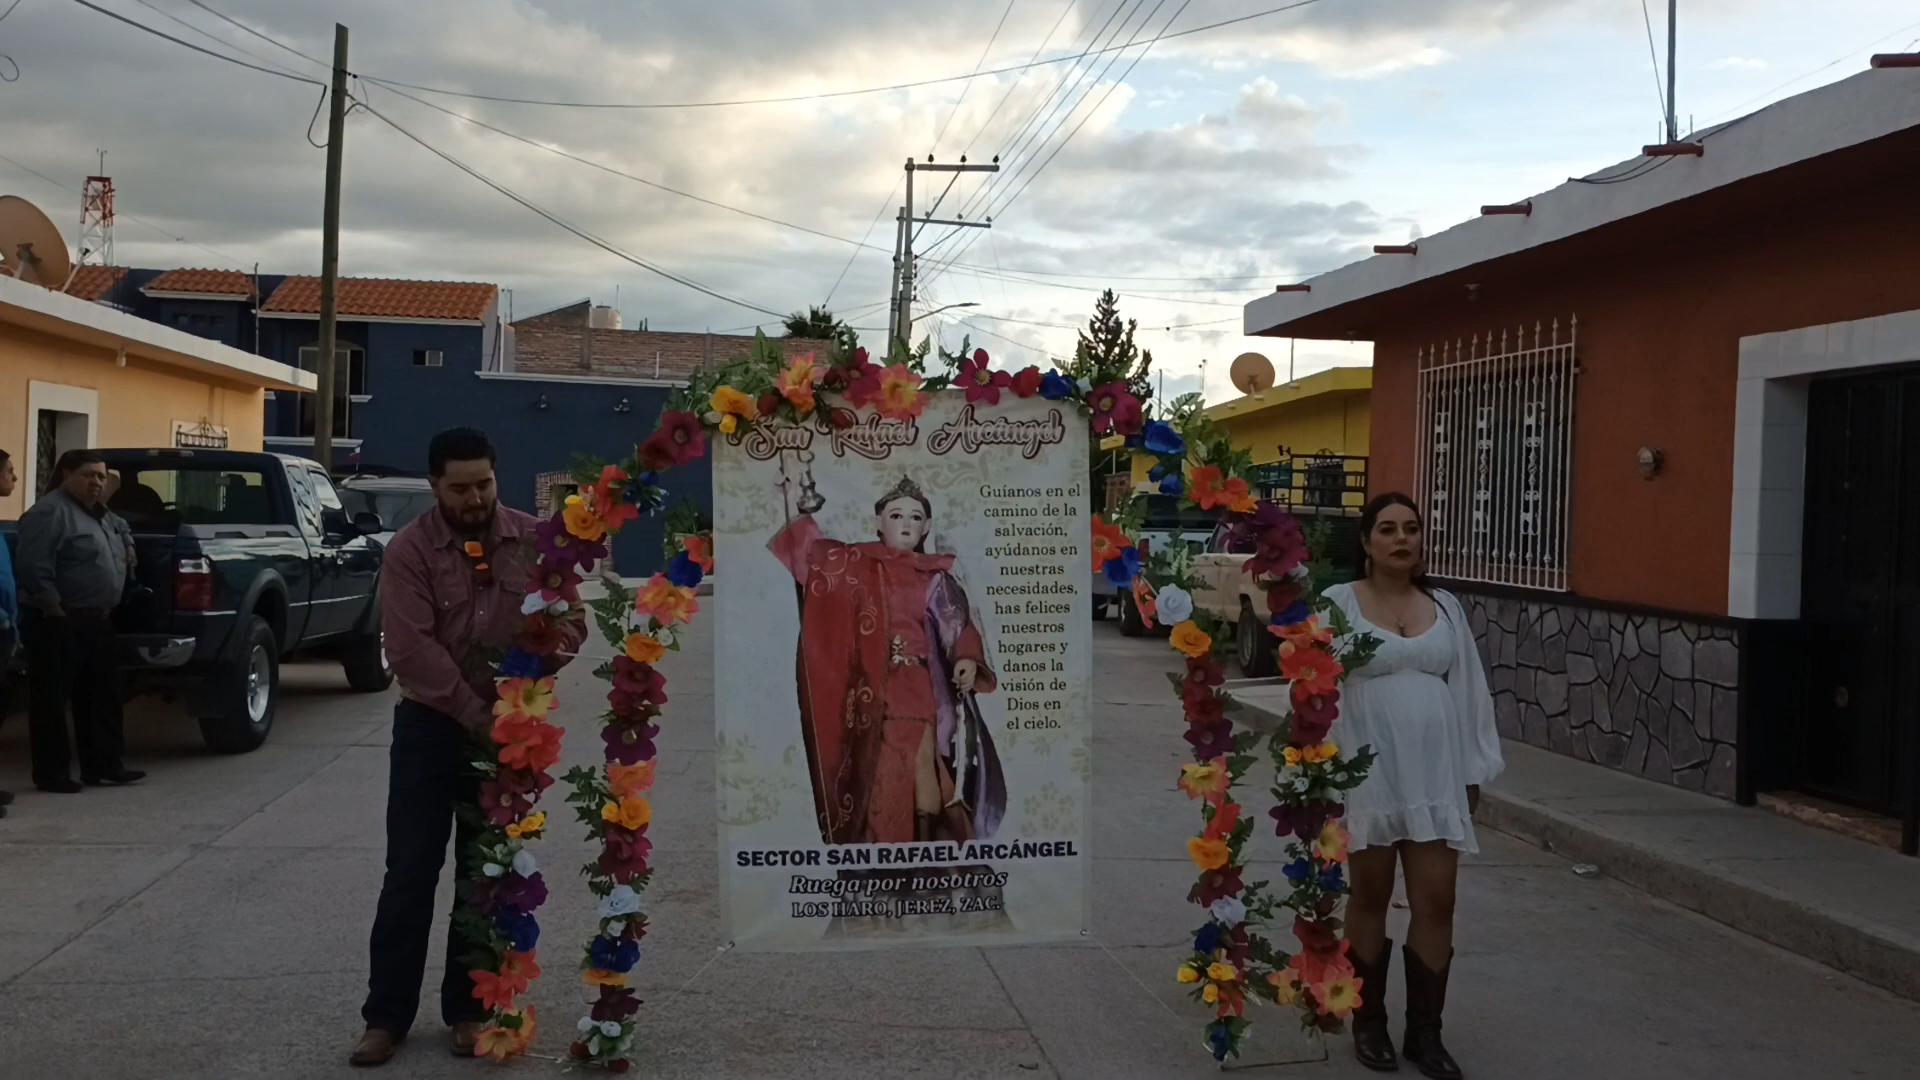 San Rafael Arcángel
Guíanos en el
camino de la
salvación,
ayúdanos en
nuestras
necesidades,
has felices
nuestros
hogares y
danos la
visión de
Dios en
el cielo.
SECTOR SAN RAFAEL ARCÁNGEL
Ruega por nosotros
LOS HARO, JEREZ, ZAC.